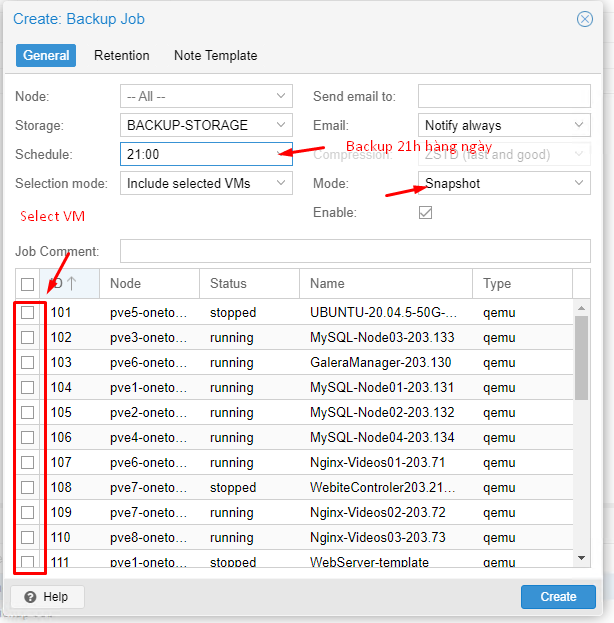 Create: Backup Job
General Retention Note Template
Node: -- All -- Send email to:
Storage: BACKUP-STORAGE Email: Notify always
Schedule: 21:00 Compression: ZSTD (fast and good)
Backup 21h hàng ngày
Selection mode: Include selected VMs Mode: Snapshot
Select VM Enable:
Job Comment:
ID Node Status Name Type
101 pve5-oneto... stopped UBUNTU-20.04.5-50G-... qemu
102 pve3-oneto... running MySQL-Node03-203.133 qemu
103 pve6-oneto... running GaleraManager-203.130 qemu
104 pve1-oneto... running MySQL-Node01-203.131 qemu
105 pve2-oneto... running MySQL-Node02-203.132 qemu
106 pve4-oneto... running MySQL-Node04-203.134 qemu
107 pve6-oneto... running Nginx-Videos01-203.71 qemu
108 pve7-oneto... stopped WebiteControler203.21... qemu
109 pve7-oneto... running Nginx-Videos02-203.72 qemu
110 pve8-oneto... running Nginx-Videos03-203.73 qemu
111 pve1-oneto... stopped WebServer-template qemu
Help Create